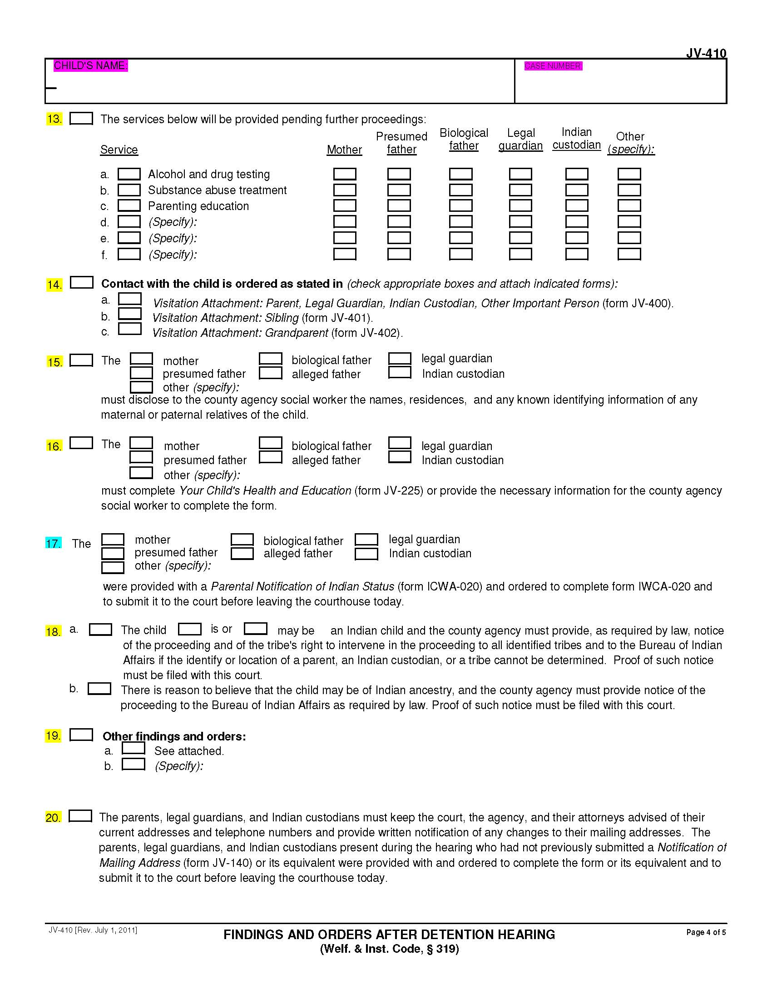 JV-410
CHILD'S NAME:
CASE NUMBER:
13. The services below will be provided pending further proceedings:
Service Mother Presumed father Biological father Legal guardian Indian custodian Other (specify):
a. Alcohol and drug testing
b. Substance abuse treatment
c. Parenting education
d. (Specify):
e. (Specify):
f. (Specify):
14. Contact with the child is ordered as stated in (check appropriate boxes and attach indicated forms):
a. Visitation Attachment: Parent, Legal Guardian, Indian Custodian, Other Important Person (form JV-400).
b. Visitation Attachment: Sibling (form JV-401).
c. Visitation Attachment: Grandparent (form JV-402).
15. The mother biological father legal guardian
presumed father alleged father Indian custodian
other (specify):
must disclose to the county agency social worker the names, residences, and any known identifying information of any
maternal or paternal relatives of the child.
16. The mother biological father legal guardian
presumed father alleged father Indian custodian
other (specify):
must complete Your Child's Health and Education (form JV-225) or provide the necessary information for the county agency
social worker to complete the form.
17. The mother biological father legal guardian
presumed father alleged father Indian custodian
other (specify):
were provided with a Parental Notification of Indian Status (form ICWA-020) and ordered to complete form IWCA-020 and
to submit it to the court before leaving the courthouse today.
18. a. The child is or may be an Indian child and the county agency must provide, as required by law, notice
of the proceeding and of the tribe's right to intervene in the proceeding to all identified tribes and to the Bureau of Indian
Affairs if the identify or location of a parent, an Indian custodian, or a tribe cannot be determined. Proof of such notice
must be filed with this court.
b. There is reason to believe that the child may be of Indian ancestry, and the county agency must provide notice of the
proceeding to the Bureau of Indian Affairs as required by law. Proof of such notice must be filed with this court.
19. Other findings and orders:
a. See attached.
b. (Specify):
20. The parents, legal guardians, and Indian custodians must keep the court, the agency, and their attorneys advised of their
current addresses and telephone numbers and provide written notification of any changes to their mailing addresses. The
parents, legal guardians, and Indian custodians present during the hearing who had not previously submitted a Notification of
Mailing Address (form JV-140) or its equivalent were provided with and ordered to complete the form or its equivalent and to
submit it to the court before leaving the courthouse today.
JV-410 [Rev. July 1, 2011]
FINDINGS AND ORDERS AFTER DETENTION HEARING
(Welf. & Inst. Code, § 319)
Page 4 of 5